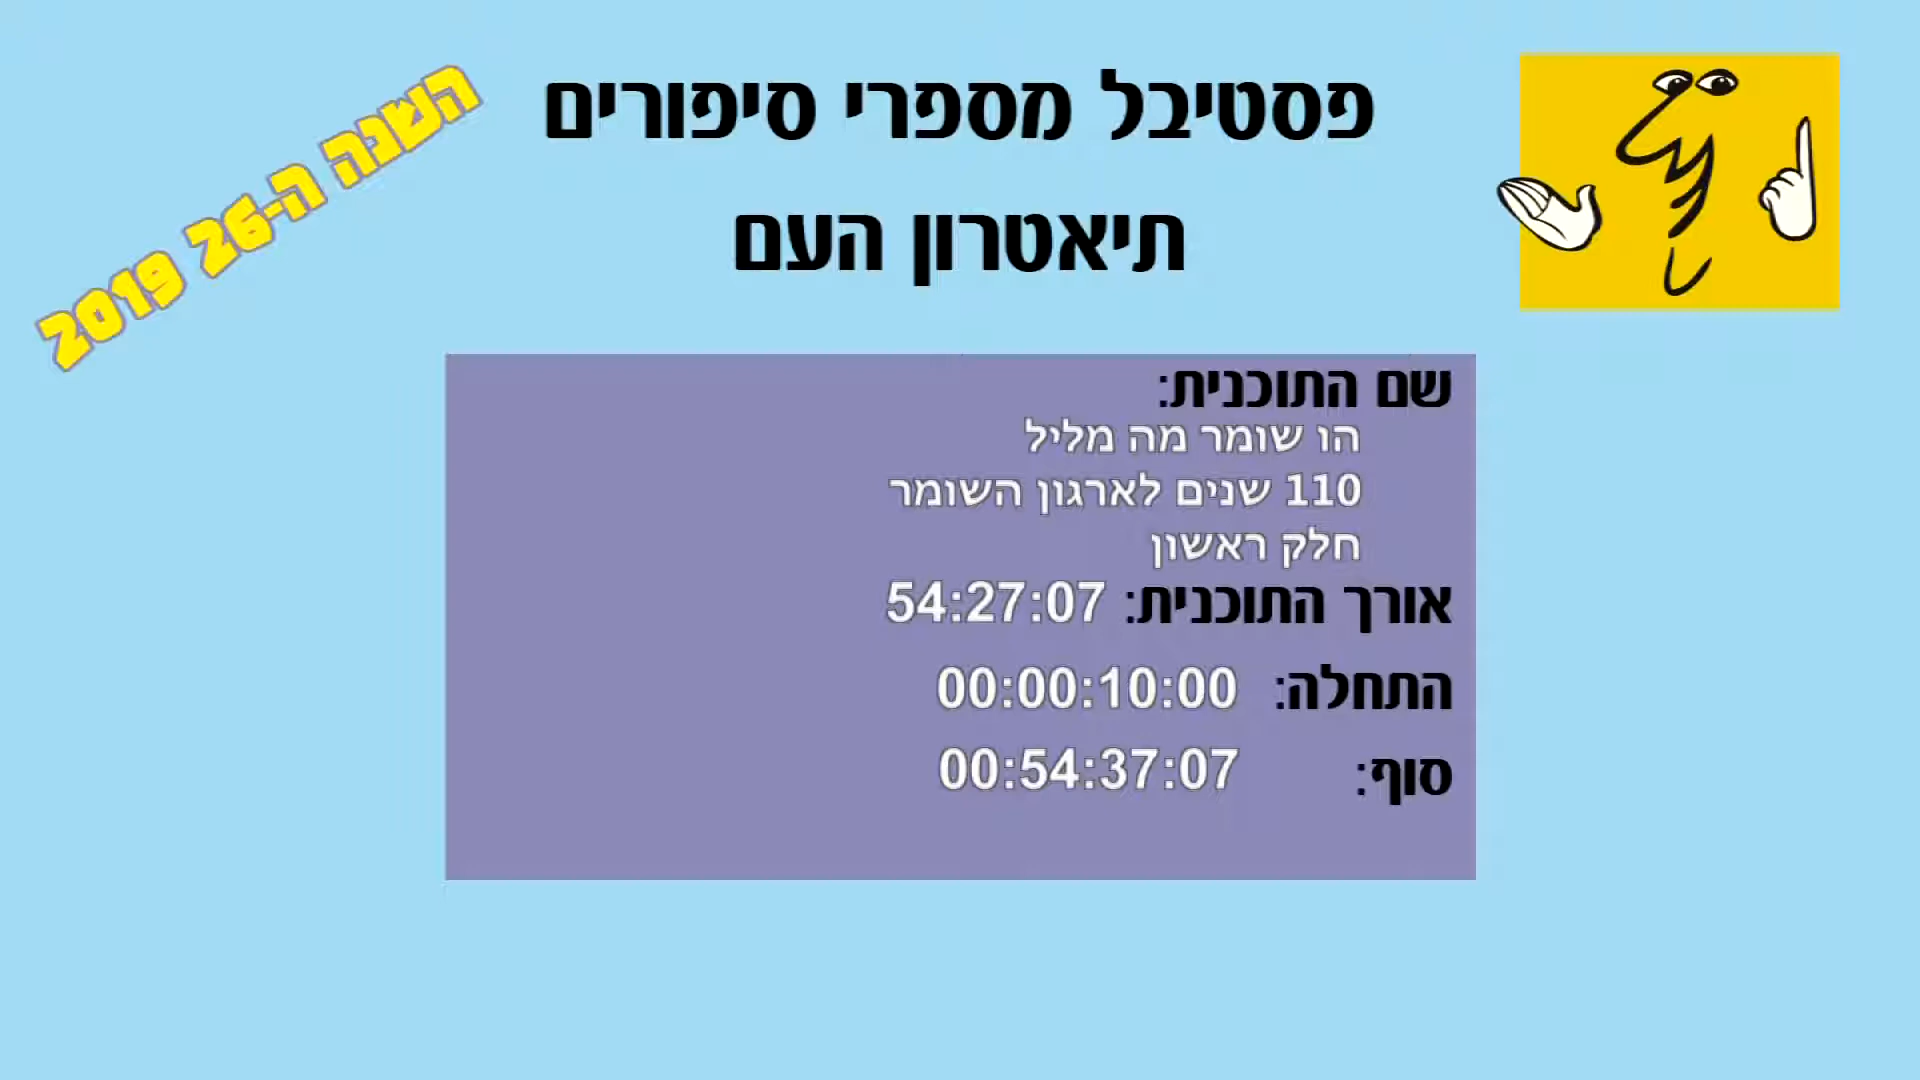 פסטיבל מספרי סיפורים
תיאטרון העם
השנה ה-26 2019
שם התוכנית:
הו שומר מה מליל
110 שנים לארגון השומר
חלק ראשון
אורך התוכנית: 54:27:07
התחלה: 00:00:10:00
סוף: 00:54:37:07